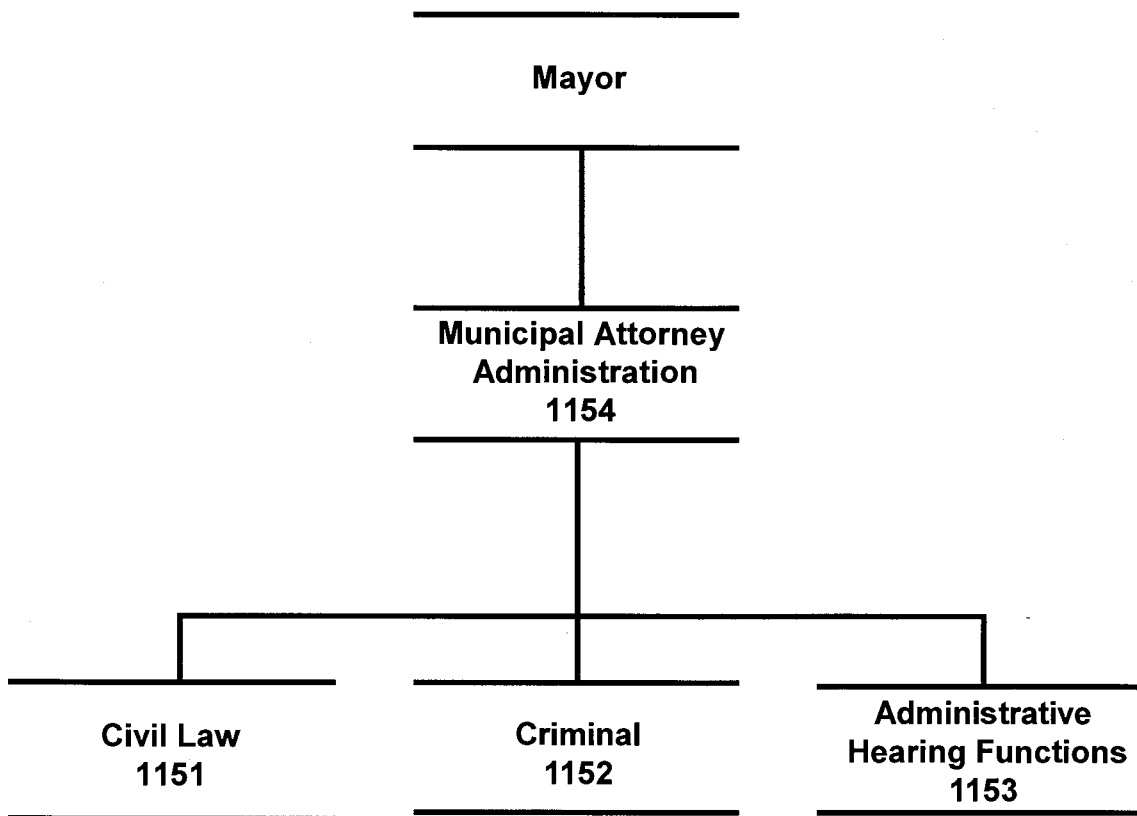 Mayor
Municipal Attorney
Administration
1154
Civil Law
1151
Criminal
1152
Administrative
Hearing Functions
1153